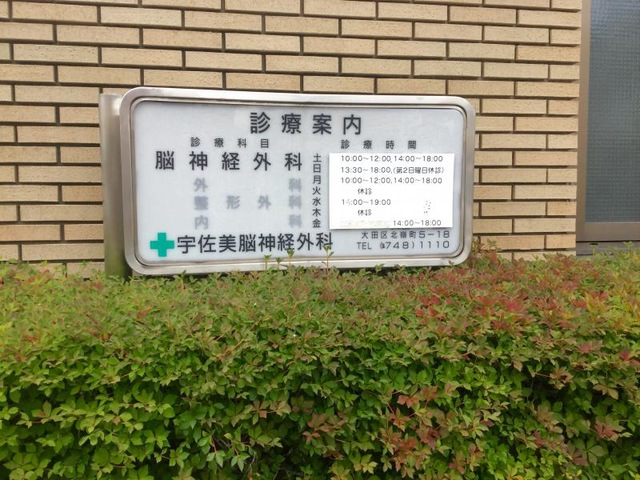 診療案内
診療科目 診療時間
脳神経外科
外科
整形外科
内科
土 10:00〜12:00,14:00〜18:00
日 13:30〜18:00,(第2日曜日休診)
月 10:00〜12:00,14:00〜18:00
火 休診
水 〜19:00
木 休診
金 14:00〜18:00
宇佐美脳神経外科
大田区北嶺町5−18
TEL (3748)1110